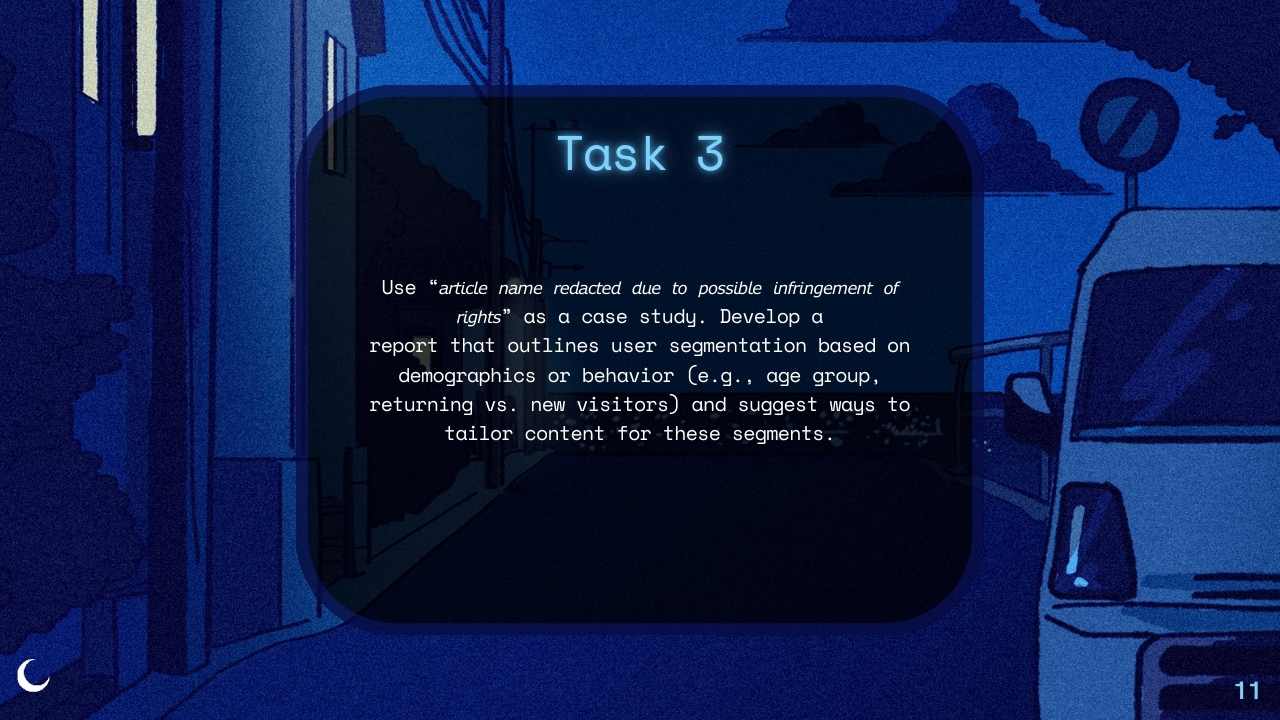 Task 3
Use “article name redacted due to possible infringement of
rights” as a case study. Develop a
report that outlines user segmentation based on
demographics or behavior (e.g., age group,
returning vs. new visitors) and suggest ways to
tailor content for these segments.
11